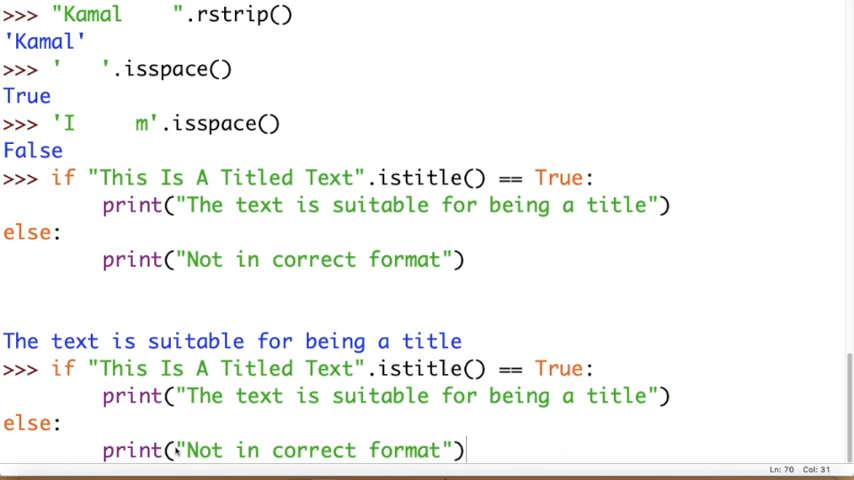 >>> "Kamal     ".rstrip()
'Kamal'
>>> '   '.isspace()
True
>>> 'I     m'.isspace()
False
>>> if "This Is A Titled Text".istitle() == True:
        print("The text is suitable for being a title")
else:
        print("Not in correct format")
The text is suitable for being a title
>>> if "This Is A Titled Text".istitle() == True:
        print("The text is suitable for being a title")
else:
        print("Not in correct format")
Ln: 70 Col: 31